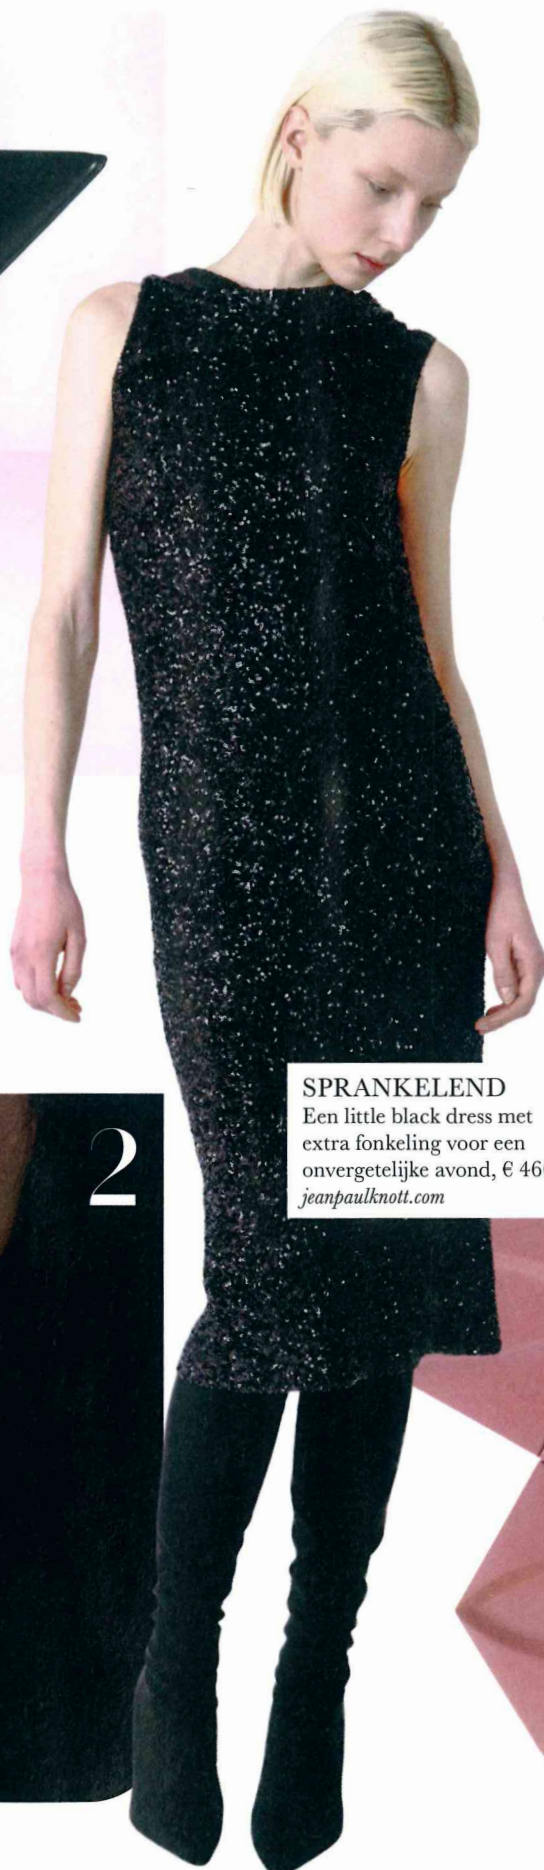 SPRANKELEND
Een little black dress met
extra fonkeling voor een
onvergetelijke avond, €
jeanpaulknott.com
2